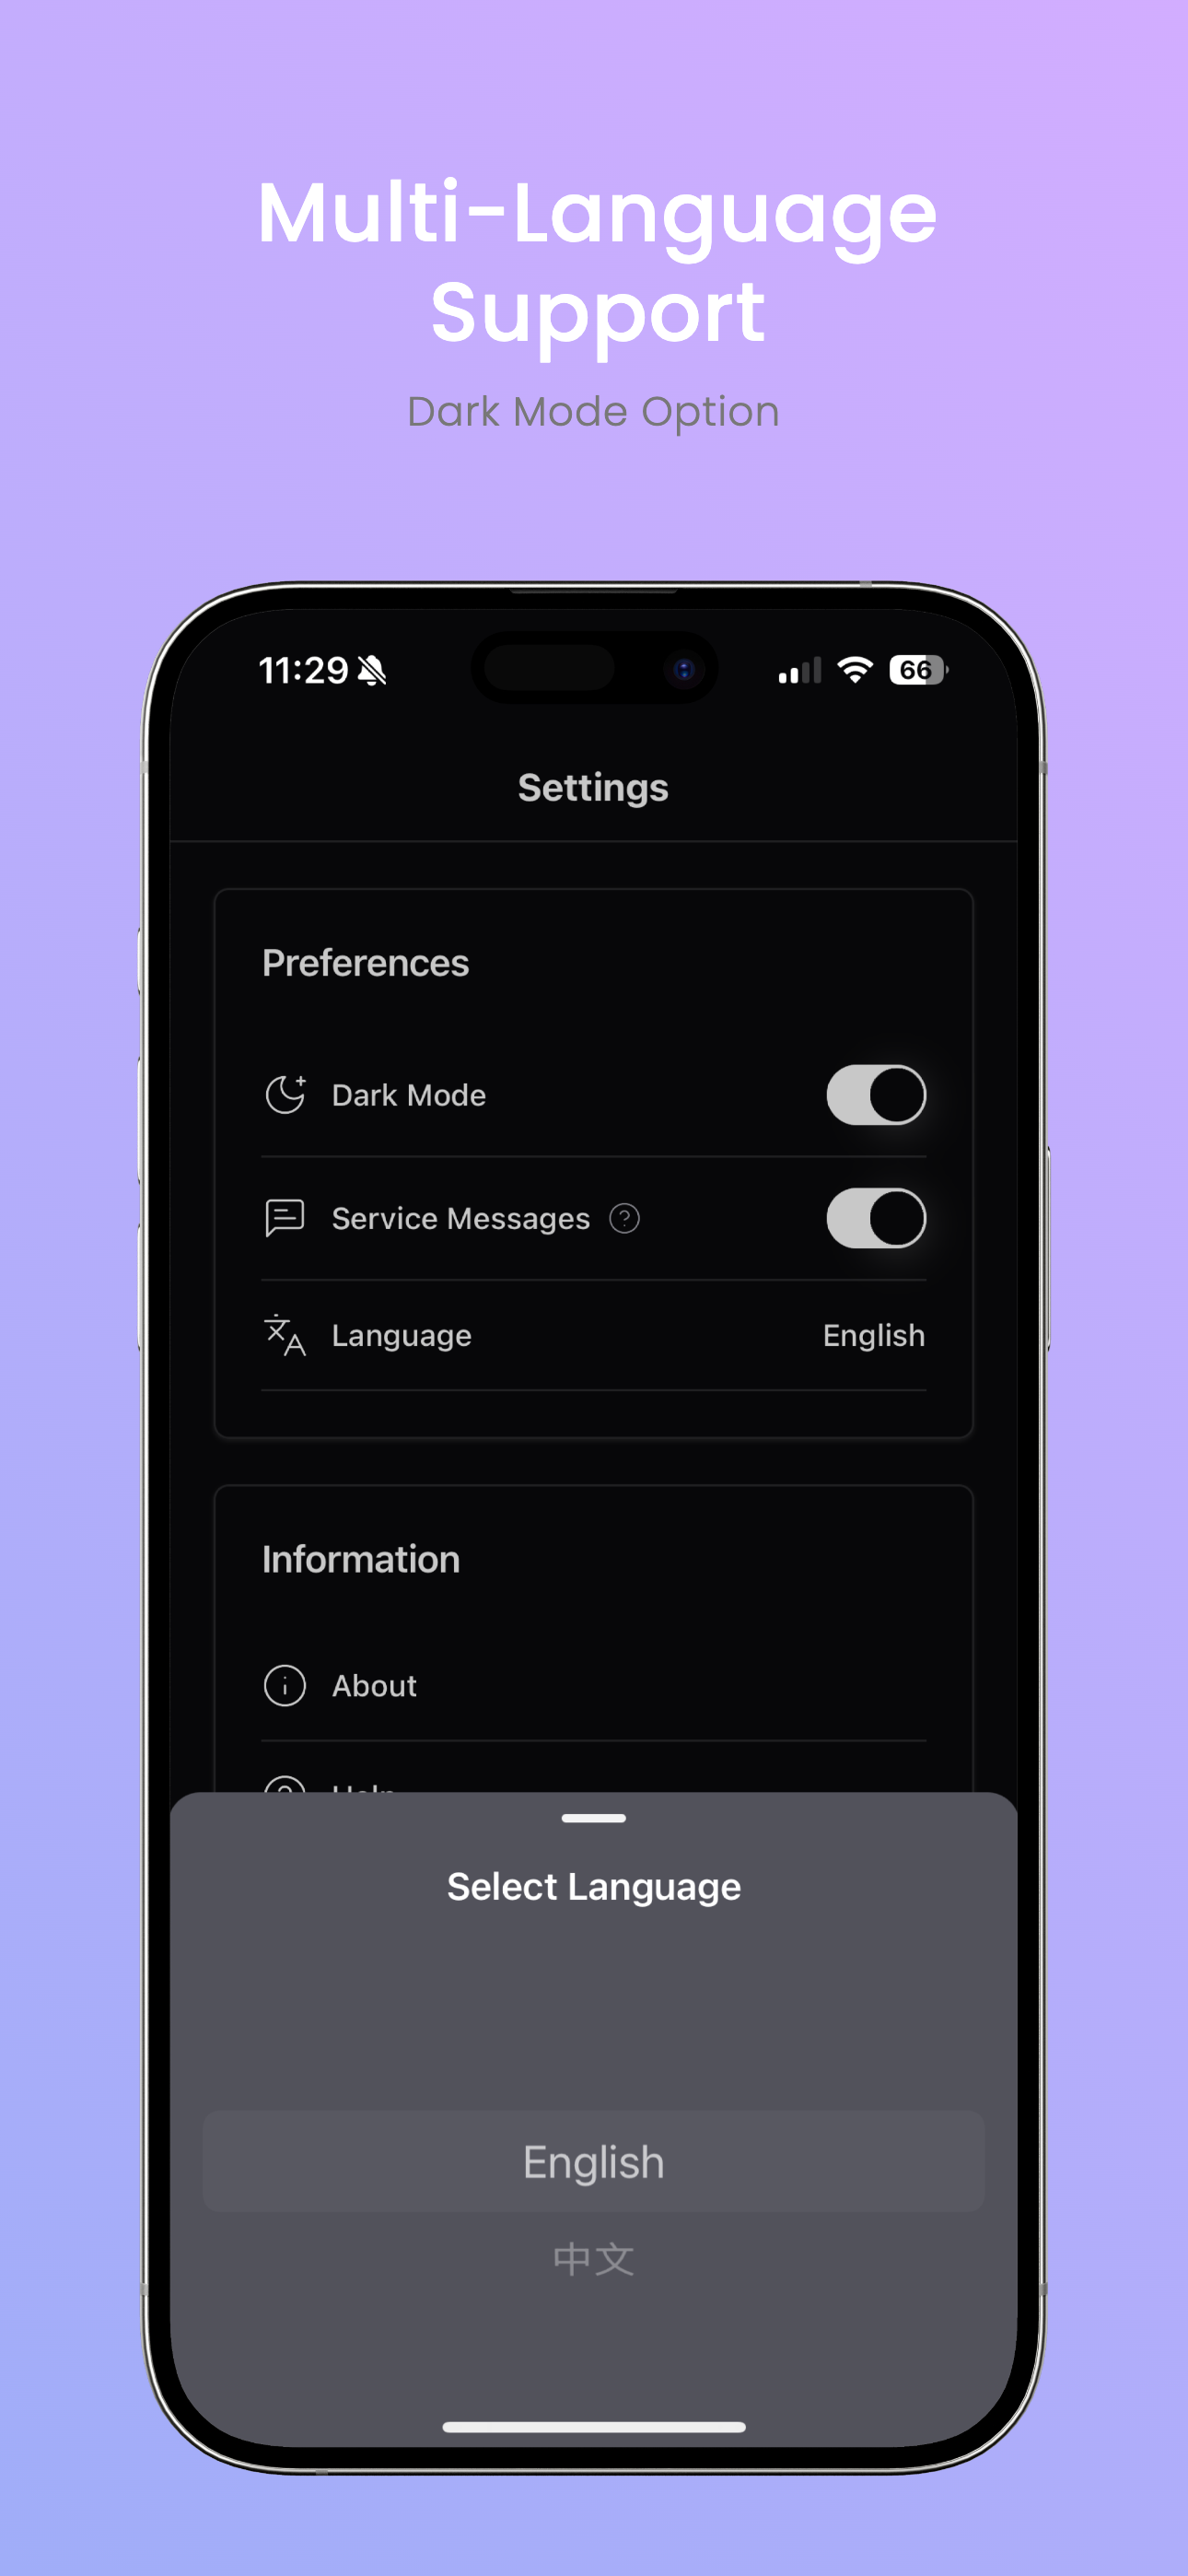 Multi-Language
Support
Dark Mode Option
11:29
66
Settings
Preferences
Dark Mode
Service Messages ?
Language English
Information
About
Help
Select Language
English
中文